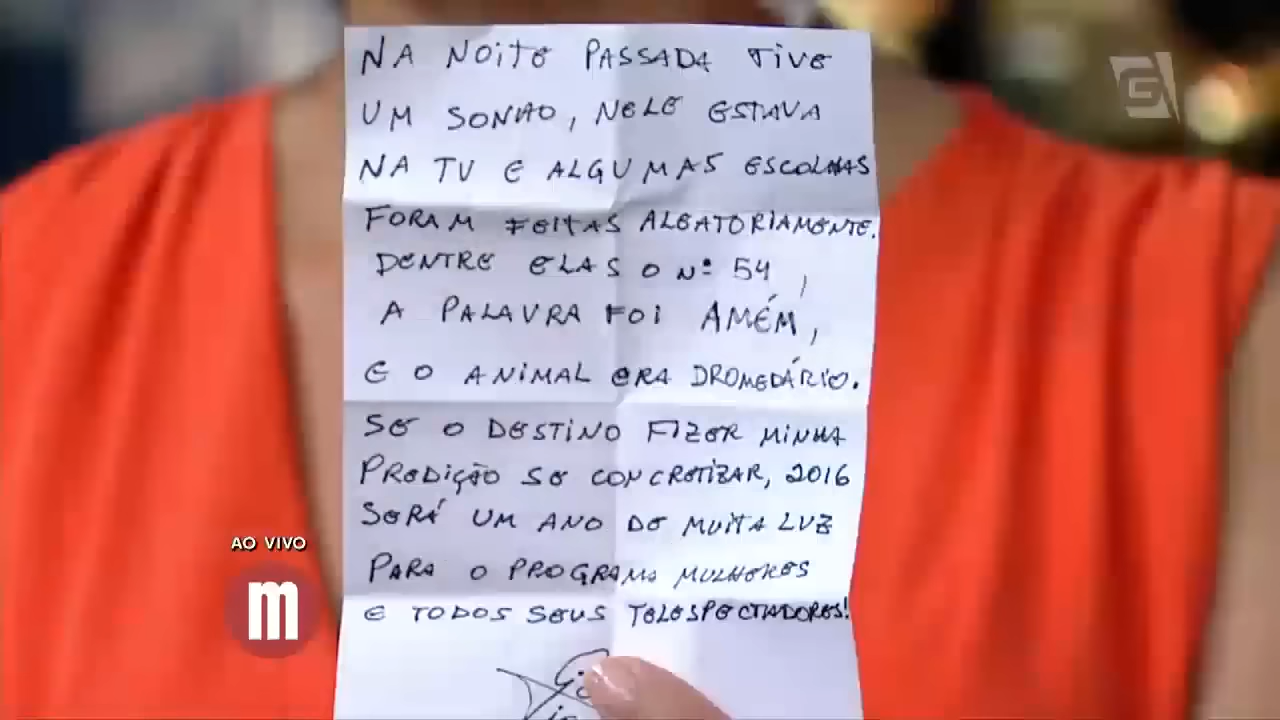 NA NOITE PASSADA TIVE
UM SONHO, NELE ESTAVA
NA TV E ALGUMAS ESCOLHAS
FORAM FEITAS ALEATORIAMENTE.
DENTRE ELAS O Nº 54,
A PALAVRA FOI AMÉM,
E O ANIMAL ERA DROMEDÁRIO.
SE O DESTINO FIZER MINHA
PREDIÇÃO SE CONCRETIZAR, 2016
SERÁ UM ANO DE MUITA LUZ
PARA O PROGRAMA MULHERES
E TODOS SEUS TELESPECTADORES!
AO VIVO
m
G